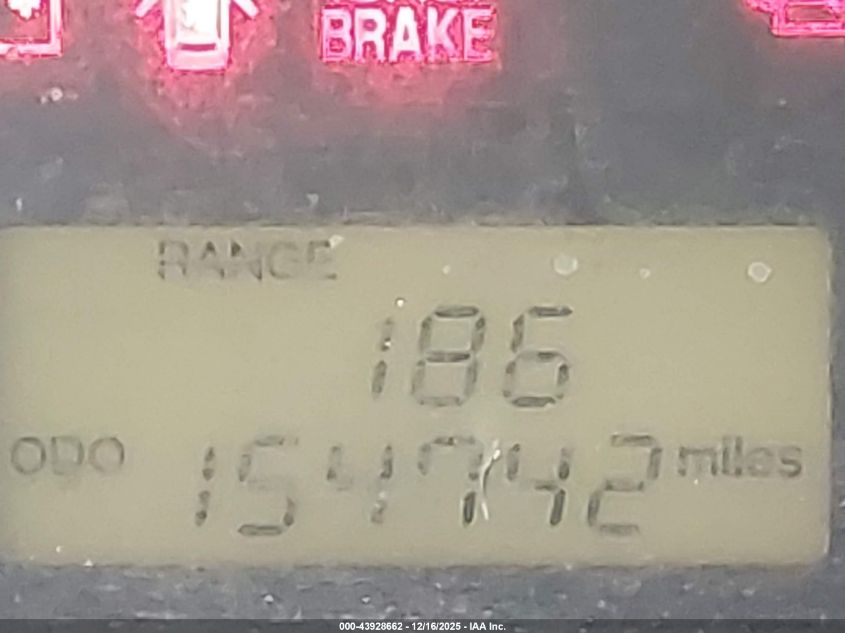 BRAKE
RANGE
186
ODO 154742 miles
000-43928662 - 12/16/2025 - IAA Inc.